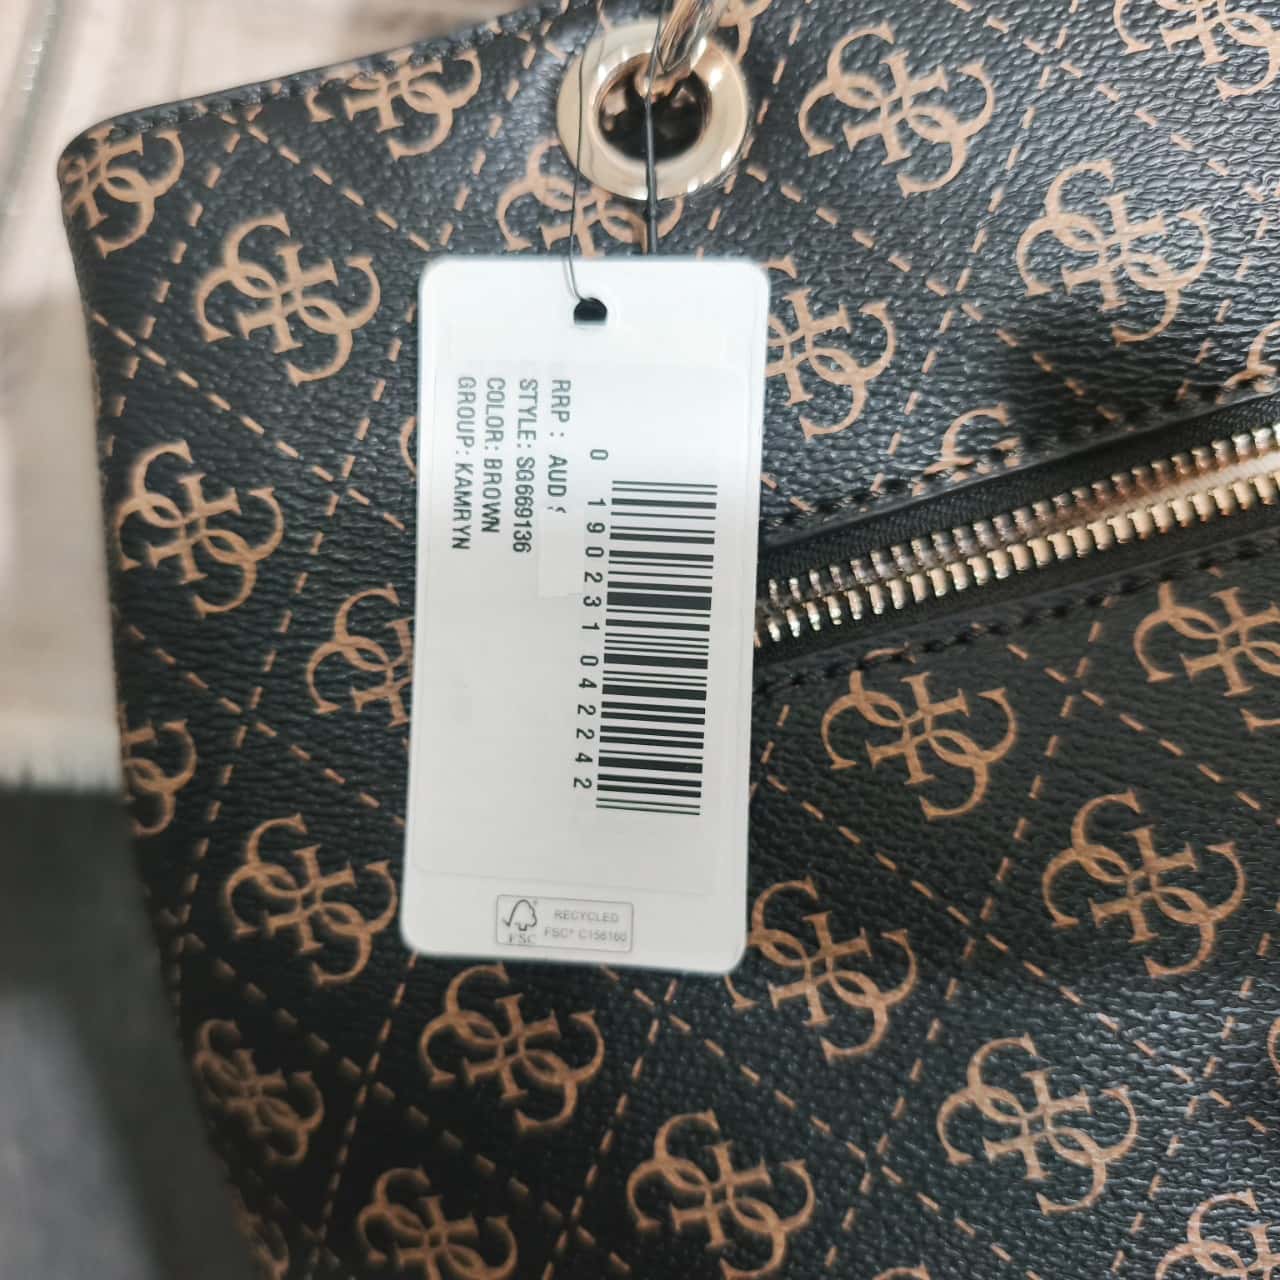 RRP: AUD
STYLE: SG669136
COLOR: BROWN
GROUP: KAMRYN
0 190231 042242
FSC
RECYCLED
FSC® C156160